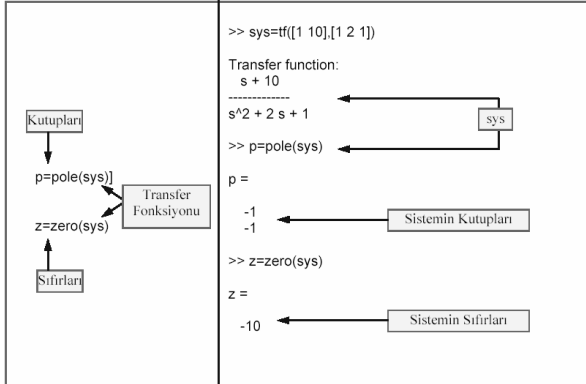 Kutupları
p=pole(sys)]
Transfer
Fonksiyonu
z=zero(sys)
Sıfırları
>> sys=tf([1 10],[1 2 1])
Transfer function:
s + 10
-------------
s^2 + 2 s + 1
sys
>> p=pole(sys)
p =
-1
-1
Sistemin Kutupları
>> z=zero(sys)
z =
-10
Sistemin Sıfırları